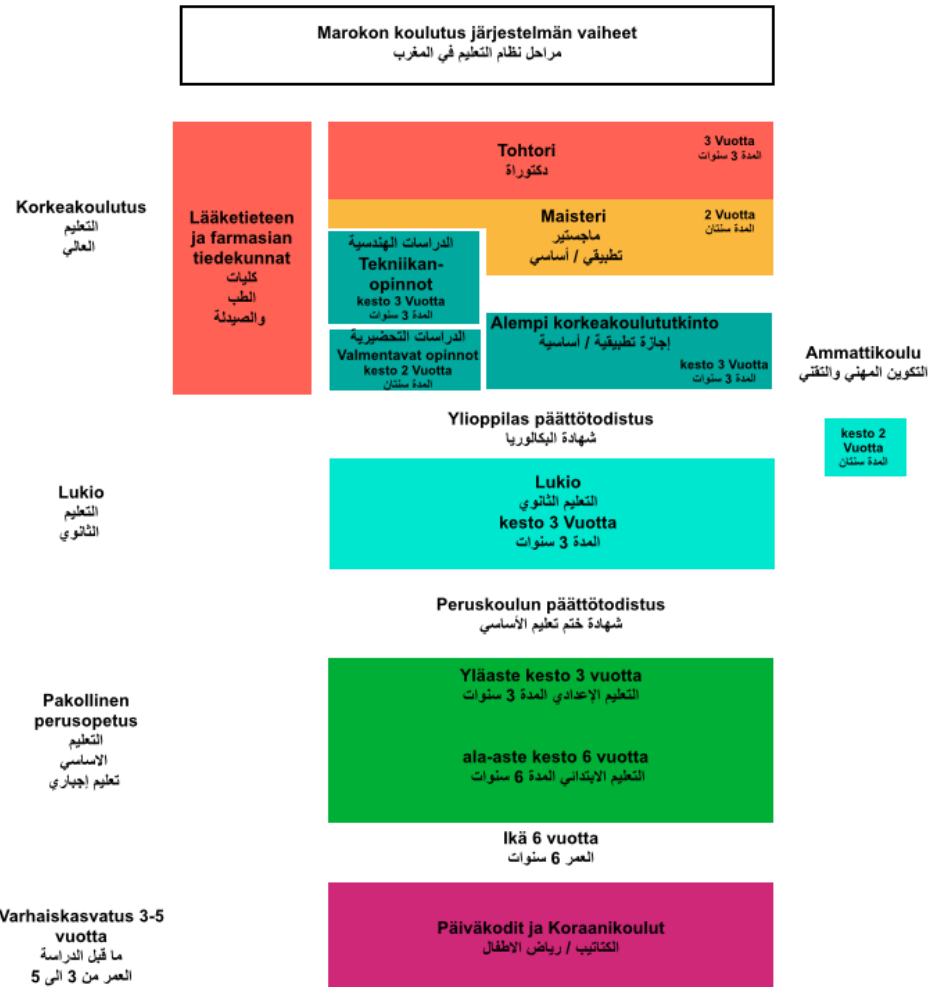 Marokon koulutus järjestelmän vaiheet
مراحل نظام التعليم في المغرب
Korkeakoulutus
التعليم
العالي
Lääketieteen
ja farmasian
tiedekunnat
كليات
الطب
والصيدلة
Tohtori
دكتوراة
3 Vuotta
المدة 3 سنوات
Maisteri
ماجستير
تطبيقي / أساسي
2 Vuotta
المدة سنتان
الدراسات الهندسية
Tekniikan-
opinnot
kesto 3 Vuotta
المدة 3 سنوات
الدراسات التحضيرية
Valmentavat opinnot
kesto 2 Vuotta
المدة سنتان
Alempi korkeakoulututkinto
إجازة تطبيقية / أساسية
kesto 3 Vuotta
المدة 3 سنوات
Ammattikoulu
التكوين المهني والتقني
kesto 2
Vuotta
المدة سنتان
Ylioppilas päättötodistus
شهادة البكالوريا
Lukio
التعليم
الثانوي
Lukio
التعليم الثانوي
kesto 3 Vuotta
المدة 3 سنوات
Peruskoulun päättötodistus
شهادة ختم تعليم الأساسي
Pakollinen
perusopetus
التعليم
الاساسي
تعليم إجباري
Yläaste kesto 3 vuotta
التعليم الإعدادي المدة 3 سنوات
ala-aste kesto 6 vuotta
التعليم الابتدائي المدة 6 سنوات
Ikä 6 vuotta
العمر 6 سنوات
Varhaiskasvatus 3-5
vuotta
ما قبل الدراسة
العمر من 3 الى 5
Päiväkodit ja Koraanikoulut
الكتاتيب / رياض الاطفال